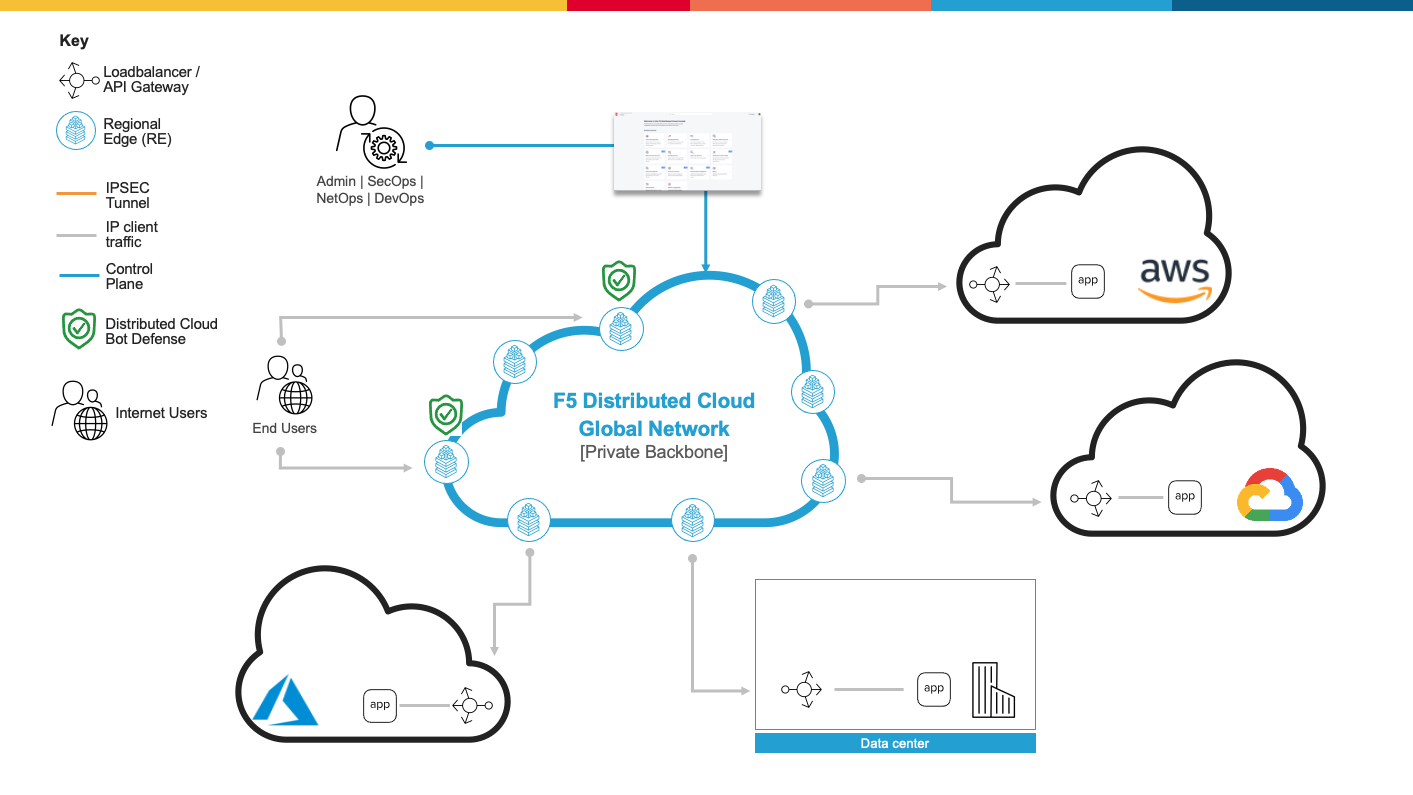 Key
Loadbalancer /
API Gateway
Regional
Edge (RE)
IPSEC
Tunnel
IP client
traffic
Control
Plane
Distributed Cloud
Bot Defense
Internet Users
Admin | SecOps |
NetOps | DevOps
End Users
F5 Distributed Cloud
Global Network
[Private Backbone]
app
aws
app
app
app
Data center